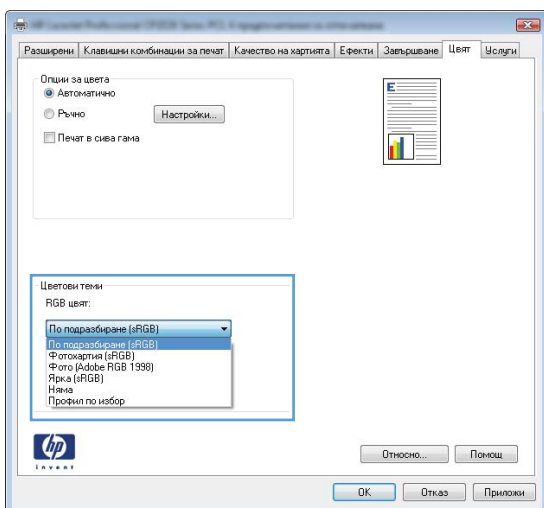 Разширени Клавишни комбинации за печат Качество на хартията Ефекти Завършване Цвят Услуги
Опции за цвета
Автоматично
Ръчно Настройки...
Печат в сива гама
E
Цветови теми
RGB цвят:
По подразбиране (sRGB)
По подразбиране (sRGB)
Фотохартия (sRGB)
Фото (Adobe RGB 1998)
Ярка (sRGB)
Няма
Профил по избор
hp
invent
Относно... Помощ
OK Отказ Приложи